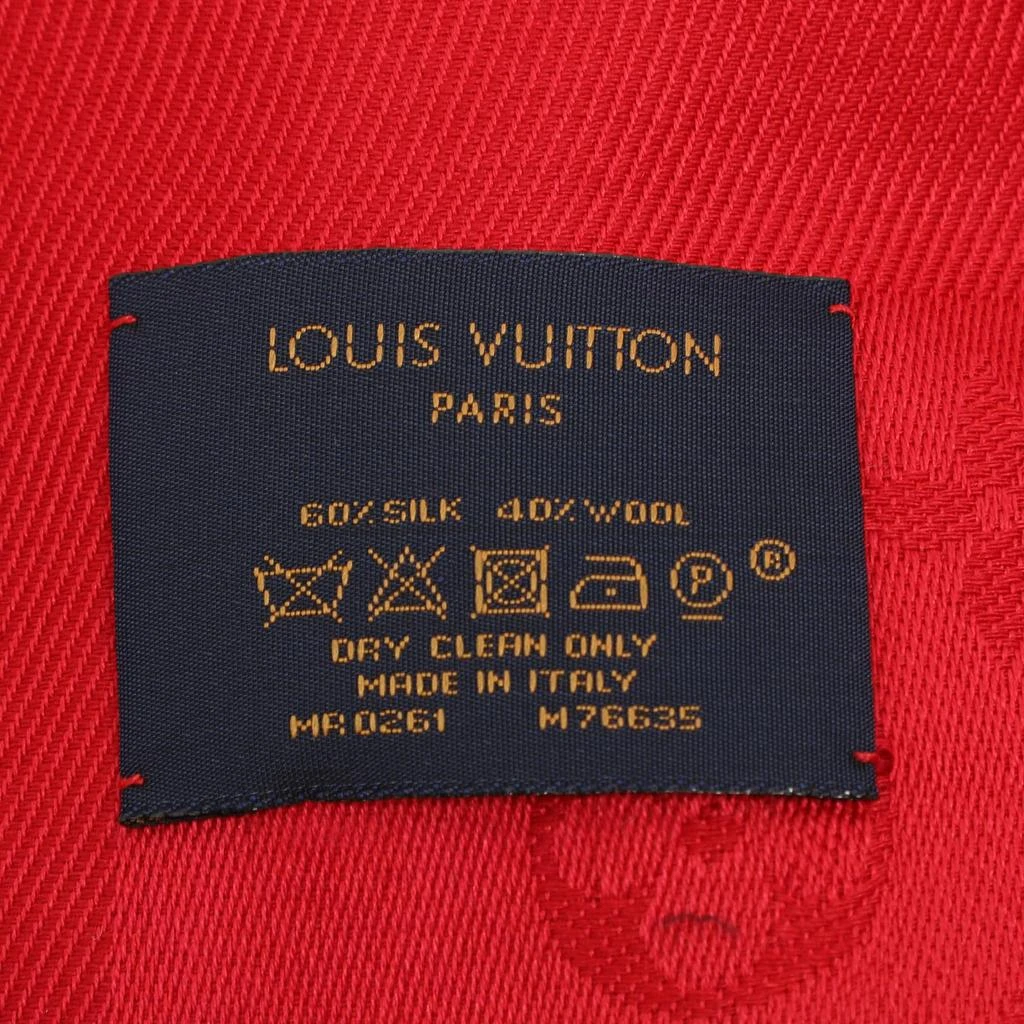 LOUIS VUITTON
PARIS
60% SILK 40% WOOL
P ®
DRY CLEAN ONLY
MADE IN ITALY
MR0261 M76635